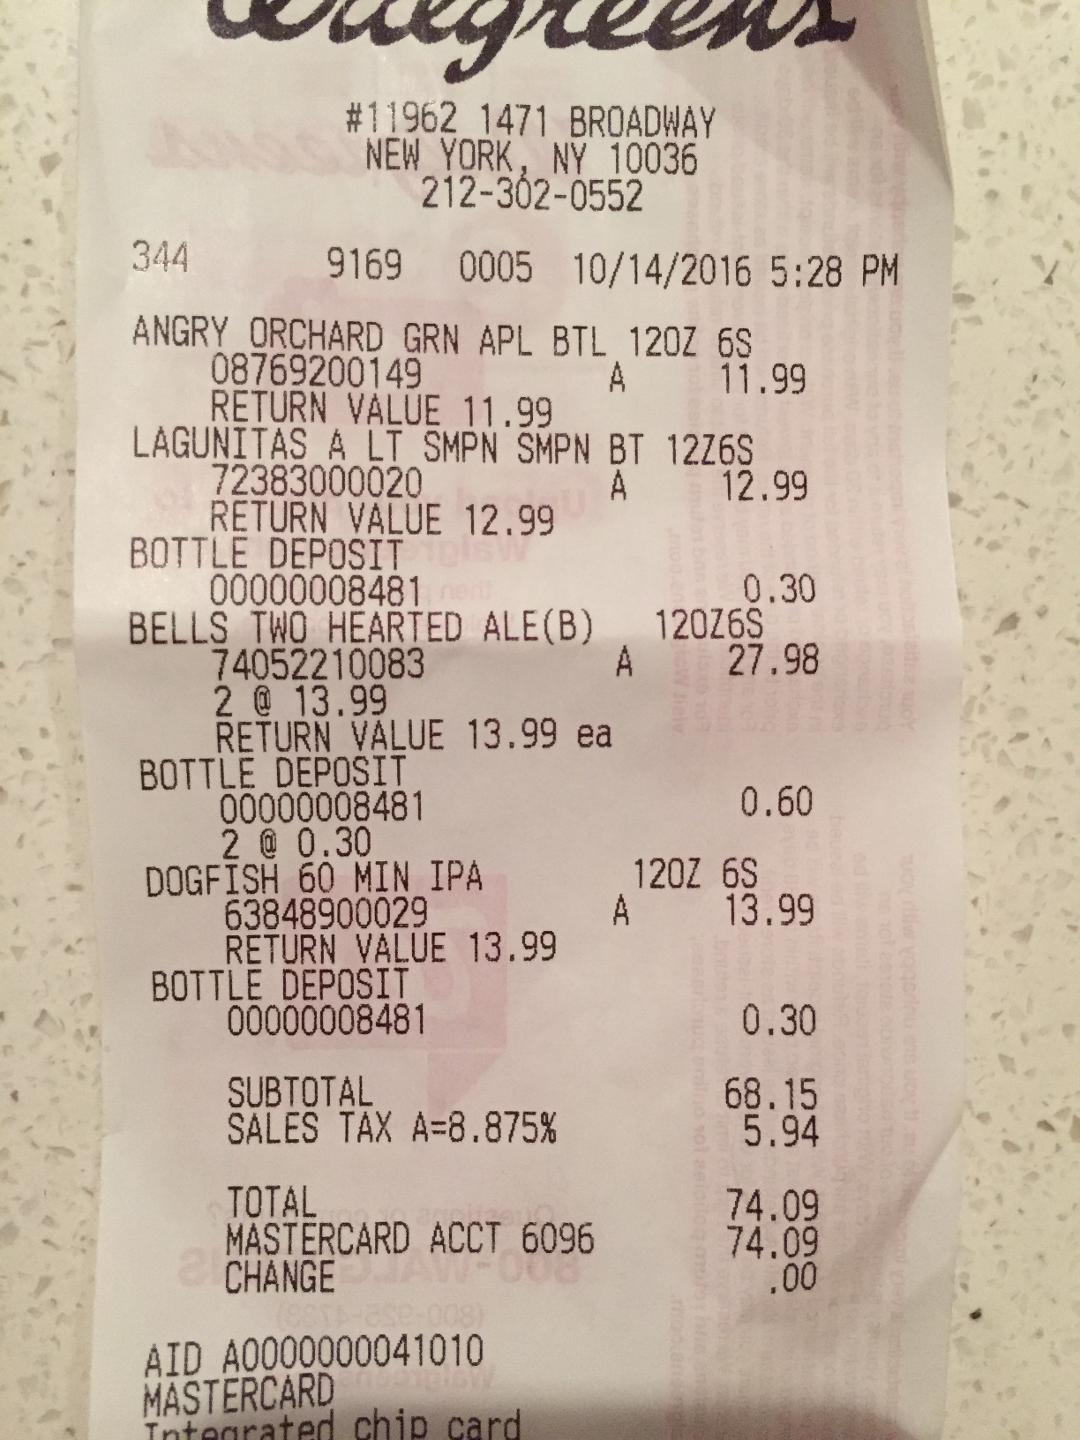 Walgreens
#11962 1471 BROADWAY
NEW YORK, NY 10036
212-302-0552
344 9169 0005 10/14/2016 5:28 PM
ANGRY ORCHARD GRN APL BTL 12OZ 6S
08769200149 A 11.99
RETURN VALUE 11.99
LAGUNITAS A LT SMPN SMPN BT 12Z6S
72383000020 A 12.99
RETURN VALUE 12.99
BOTTLE DEPOSIT
00000008481 0.30
BELLS TWO HEARTED ALE(B) 12OZ6S
74052210083 A 27.98
2 @ 13.99
RETURN VALUE 13.99 ea
BOTTLE DEPOSIT
00000008481 0.60
2 @ 0.30
DOGFISH 60 MIN IPA 12OZ 6S
63848900029 A 13.99
RETURN VALUE 13.99
BOTTLE DEPOSIT
00000008481 0.30
SUBTOTAL 68.15
SALES TAX A=8.875% 5.94
TOTAL 74.09
MASTERCARD ACCT 6096 74.09
CHANGE .00
AID A0000000041010
MASTERCARD
Integrated chip card